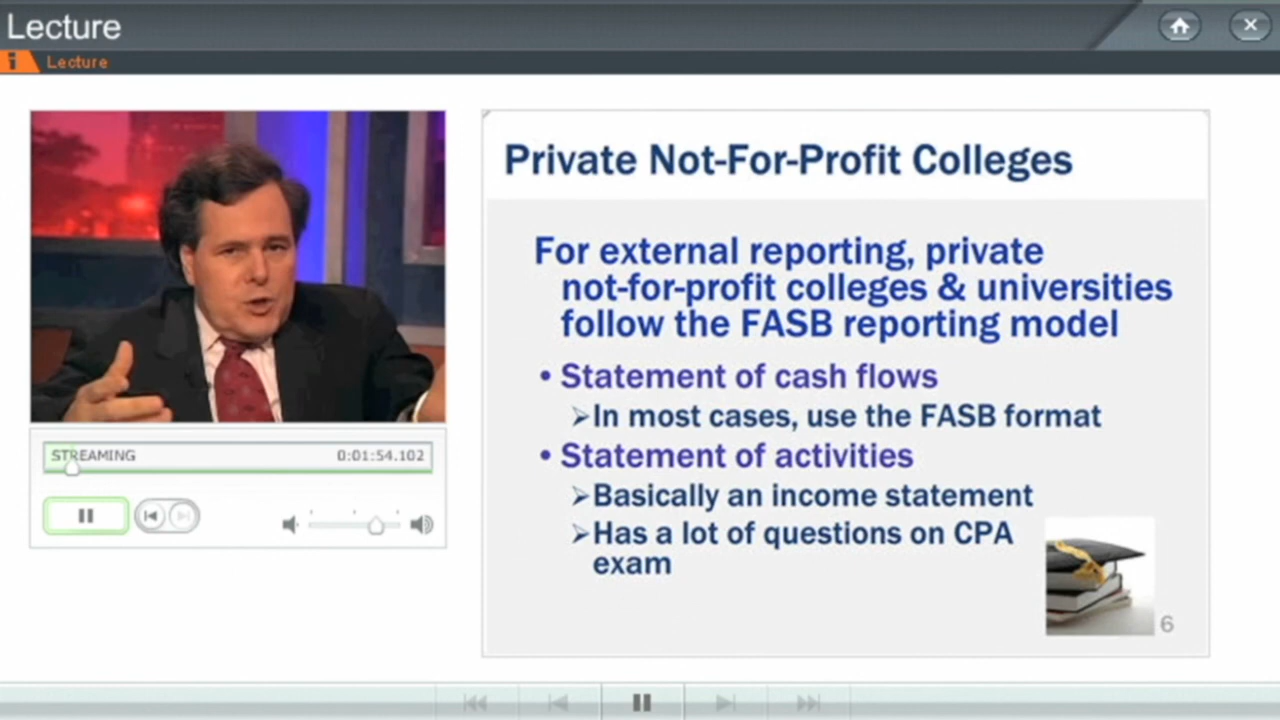 Lecture
i Lecture
STREAMING 0:01:54.102
Private Not-For-Profit Colleges
For external reporting, private
not-for-profit colleges & universities
follow the FASB reporting model
• Statement of cash flows
➢In most cases, use the FASB format
• Statement of activities
➢Basically an income statement
➢Has a lot of questions on CPA
exam
6